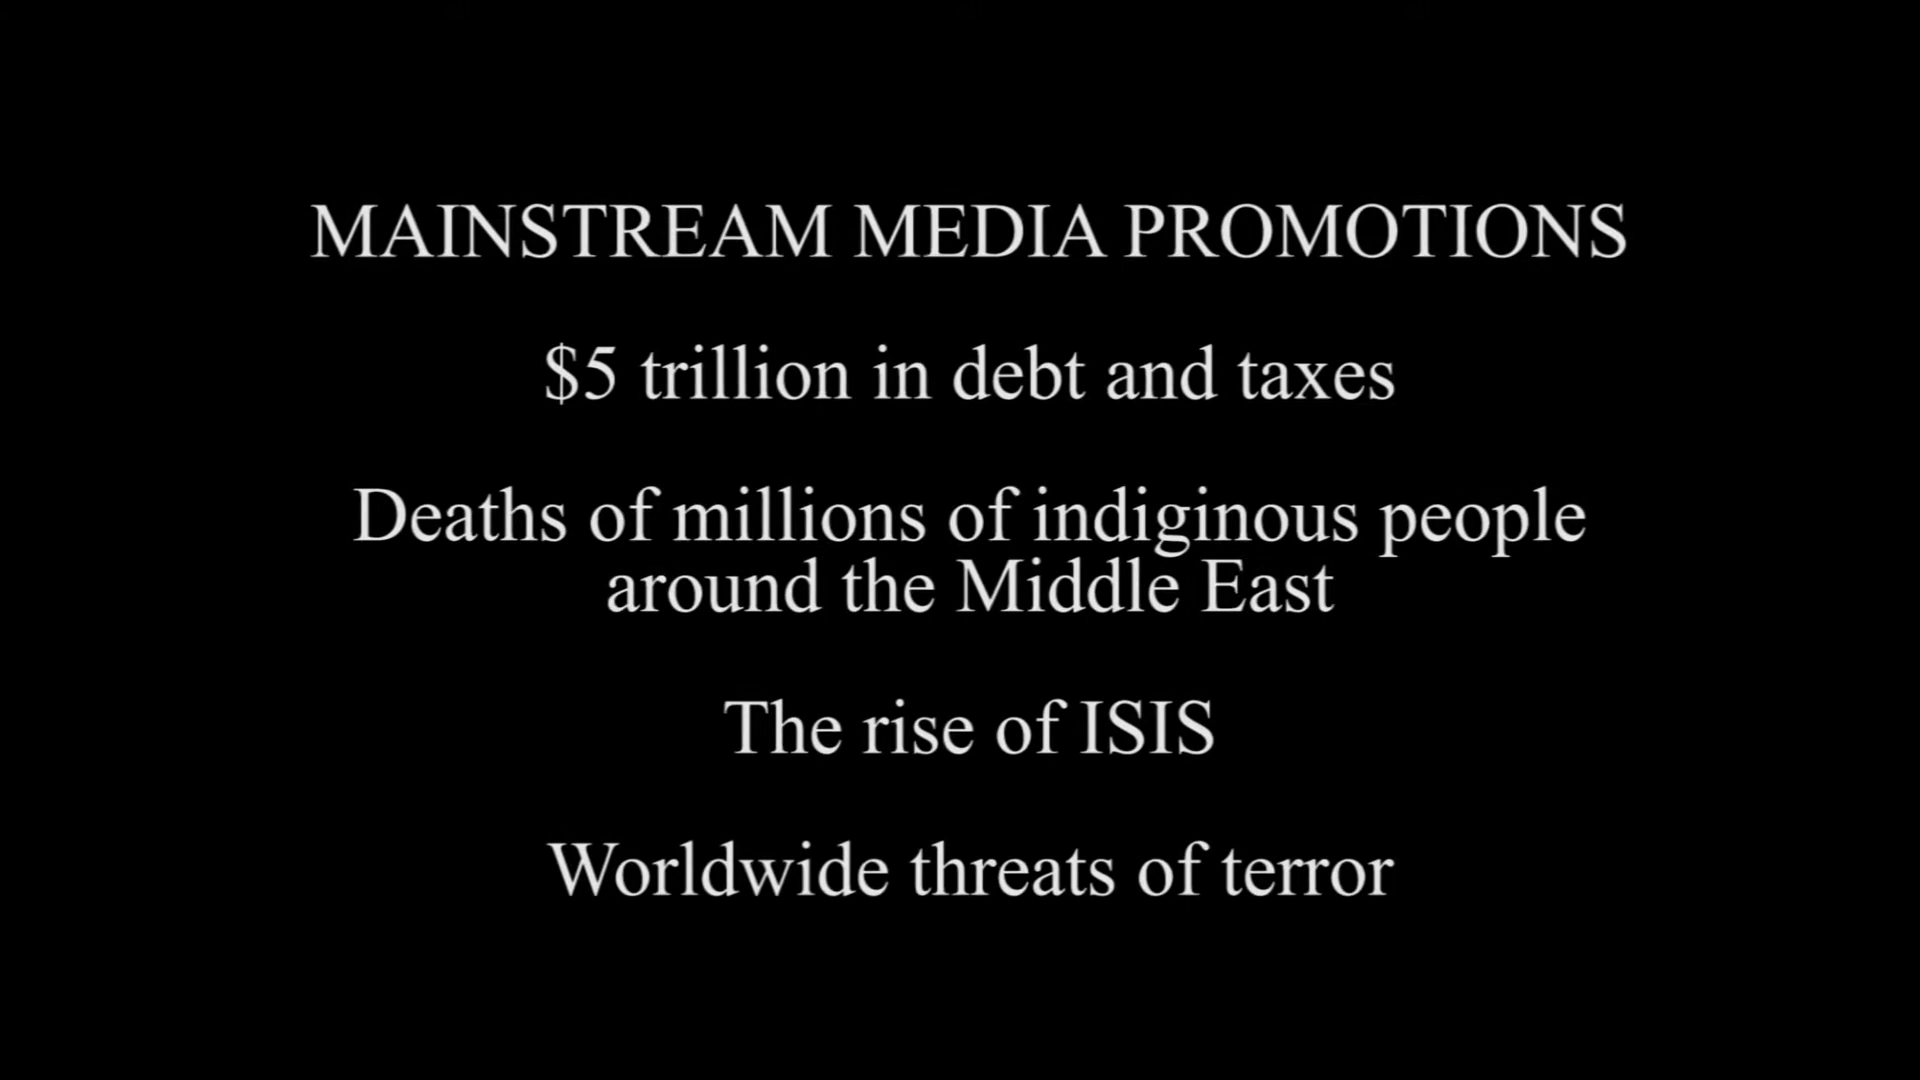 MAINSTREAM MEDIA PROMOTIONS
$5 trillion in debt and taxes
Deaths of millions of indiginous people
around the Middle East
The rise of ISIS
Worldwide threats of terror